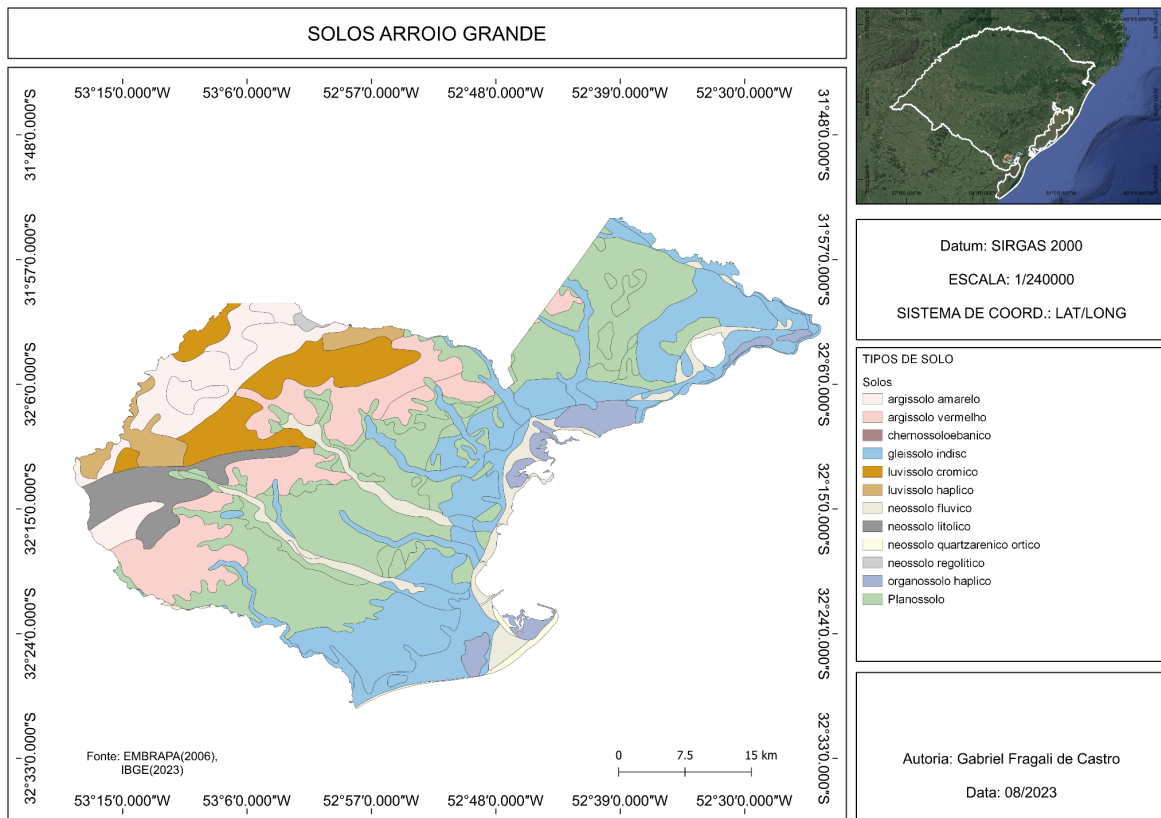 SOLOS ARROIO GRANDE
53°15'0.000"W 53°6'0.000"W 52°57'0.000"W 52°48'0.000"W 52°39'0.000"W 52°30'0.000"W
31°48'0.000"S 31°48'0.000"S
31°57'0.000"S 31°57'0.000"S
32°6'0.000"S 32°6'0.000"S
32°15'0.000"S 32°15'0.000"S
32°24'0.000"S 32°24'0.000"S
32°33'0.000"S 32°33'0.000"S
Fonte: EMBRAPA(2006),
IBGE(2023)
0 7.5 15 km
53°15'0.000"W 53°6'0.000"W 52°57'0.000"W 52°48'0.000"W 52°39'0.000"W 52°30'0.000"W
Datum: SIRGAS 2000
ESCALA: 1/240000
SISTEMA DE COORD.: LAT/LONG
TIPOS DE SOLO
Solos
argissolo amarelo
argissolo vermelho
chernossoloebanico
gleissolo indisc
luvissolo cromico
luvissolo haplico
neossolo fluvico
neossolo litolico
neossolo quartzarenico ortico
neossolo regolitico
organossolo haplico
Planossolo
Autoria: Gabriel Fragali de Castro
Data: 08/2023